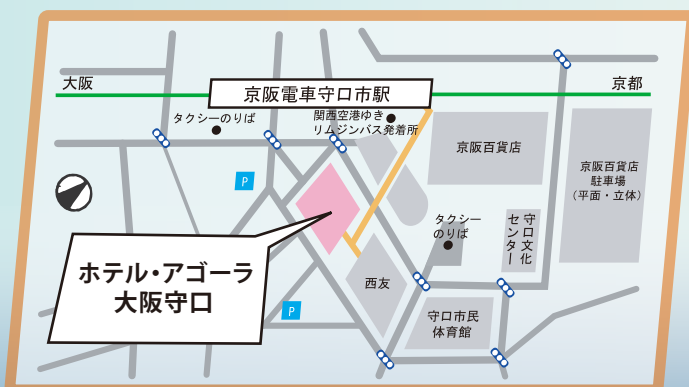 大阪
京都
京阪電車守口市駅
タクシーのりば
関西空港ゆき
リムジンバス発着所
京阪百貨店
京阪百貨店
駐車場
(平面・立体)
P
タクシー
のりば
守口文化
センター
ホテル・アゴーラ
大阪守口
西友
P
守口市民
体育館